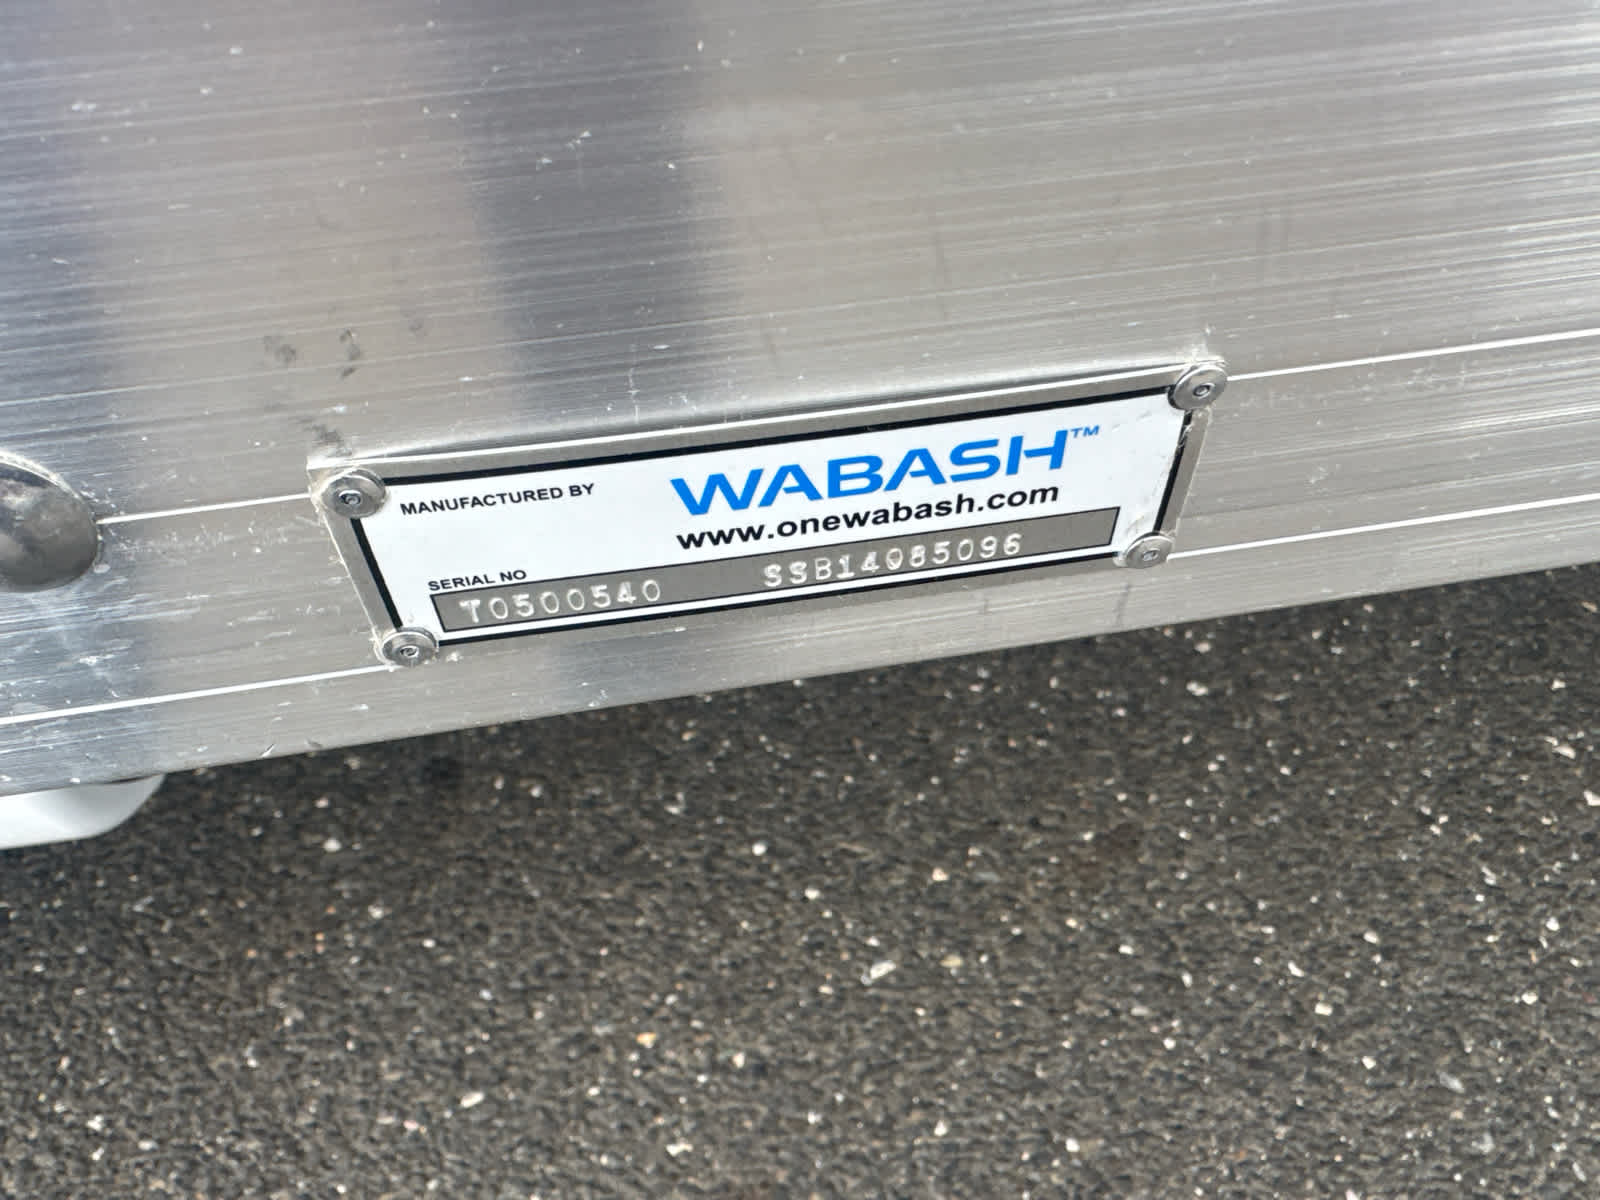 MANUFACTURED BY WABASH™
www.onewabash.com
SERIAL NO
T0500540 SSB14085096